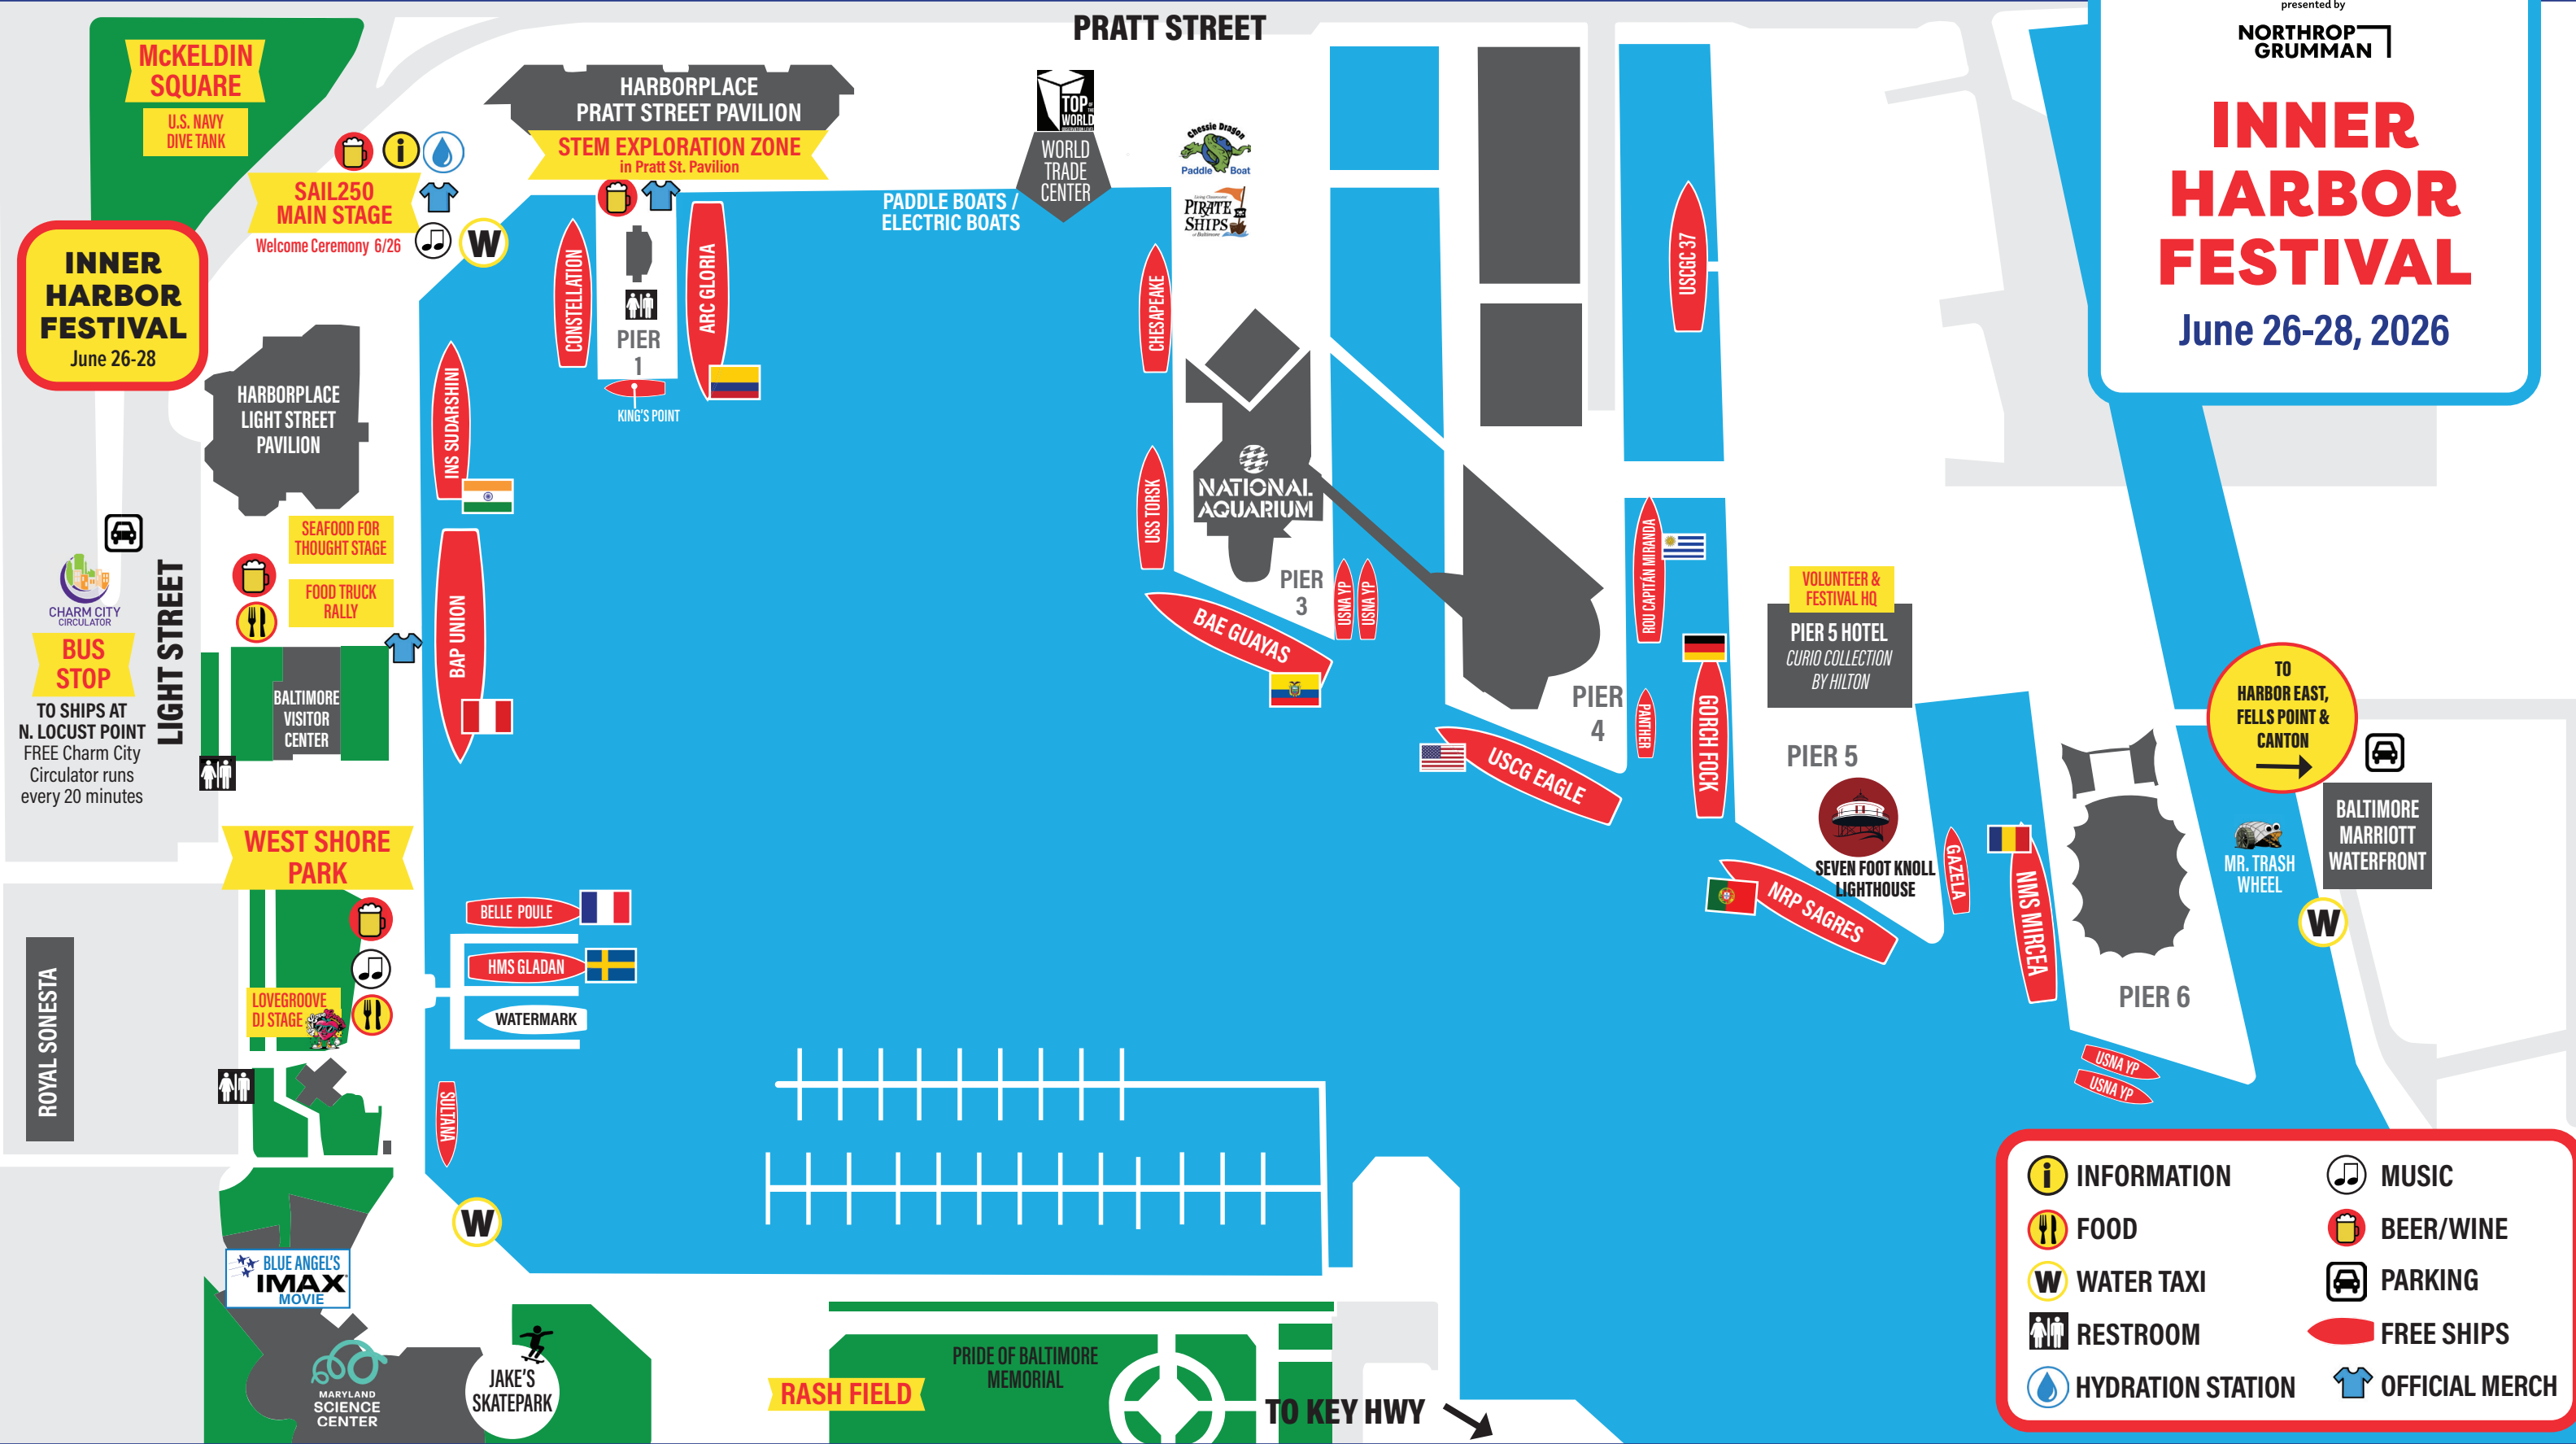 PRATT STREET
presented by
NORTHROP
GRUMMAN
INNER
HARBOR
FESTIVAL
June 26-28, 2026
McKELDIN
SQUARE
U.S. NAVY
DIVE TANK
i
SAIL250
MAIN STAGE
Welcome Ceremony 6/26
W
INNER
HARBOR
FESTIVAL
June 26-28
HARBORPLACE
PRATT STREET PAVILION
STEM EXPLORATION ZONE
in Pratt St. Pavilion
CONSTELLATION
PIER
1
ARC GLORIA
KING'S POINT
PADDLE BOATS /
ELECTRIC BOATS
TOP
WORLD
WORLD
TRADE
CENTER
Chessie Dragon
Paddle Boat
PIRATE
SHIPS
CHESAPEAKE
USS TORSK
NATIONAL
AQUARIUM
PIER
3
USNA YP
USNA YP
BAE GUAYAS
USCGC 37
ROU CAPITÁN MIRANDA
PIER
4
PANTHER
GORCH FOCK
USCG EAGLE
VOLUNTEER &
FESTIVAL HQ
PIER 5 HOTEL
CURIO COLLECTION
BY HILTON
PIER 5
SEVEN FOOT KNOLL
LIGHTHOUSE
NRP SAGRES
GAZELA
NMS MIRCEA
PIER 6
USNA YP
USNA YP
TO
HARBOR EAST,
FELLS POINT &
CANTON
BALTIMORE
MARRIOTT
WATERFRONT
MR. TRASH
WHEEL
W
HARBORPLACE
LIGHT STREET
PAVILION
INS SUDARSHINI
SEAFOOD FOR
THOUGHT STAGE
FOOD TRUCK
RALLY
BAP UNION
LIGHT STREET
CHARM CITY
CIRCULATOR
BUS
STOP
TO SHIPS AT
N. LOCUST POINT
FREE Charm City
Circulator runs
every 20 minutes
BALTIMORE
VISITOR
CENTER
WEST SHORE
PARK
BELLE POULE
HMS GLADAN
WATERMARK
LOVEGROOVE
DJ STAGE
ROYAL SONESTA
SULTANA
W
BLUE ANGEL'S
IMAX
MOVIE
MARYLAND
SCIENCE
CENTER
JAKE'S
SKATEPARK
RASH FIELD
PRIDE OF BALTIMORE
MEMORIAL
TO KEY HWY
i INFORMATION
FOOD
W WATER TAXI
RESTROOM
HYDRATION STATION
MUSIC
BEER/WINE
PARKING
FREE SHIPS
OFFICIAL MERCH